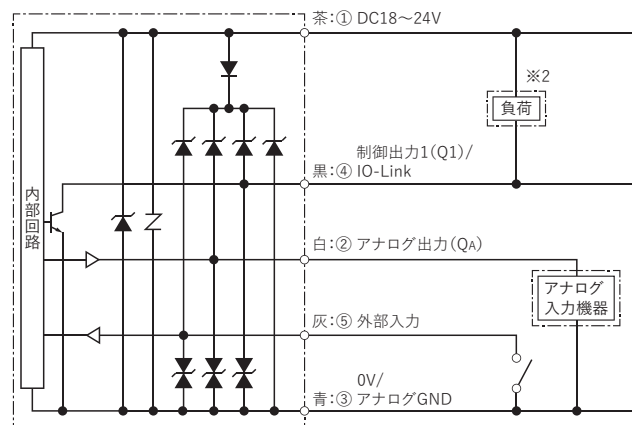 茶:① DC18～24V
※2
負荷
制御出力1(Q1)/
黒:④ IO-Link
内部回路
白:② アナログ出力(QA)
アナログ
入力機器
灰:⑤ 外部入力
0V/
青:③ アナログGND